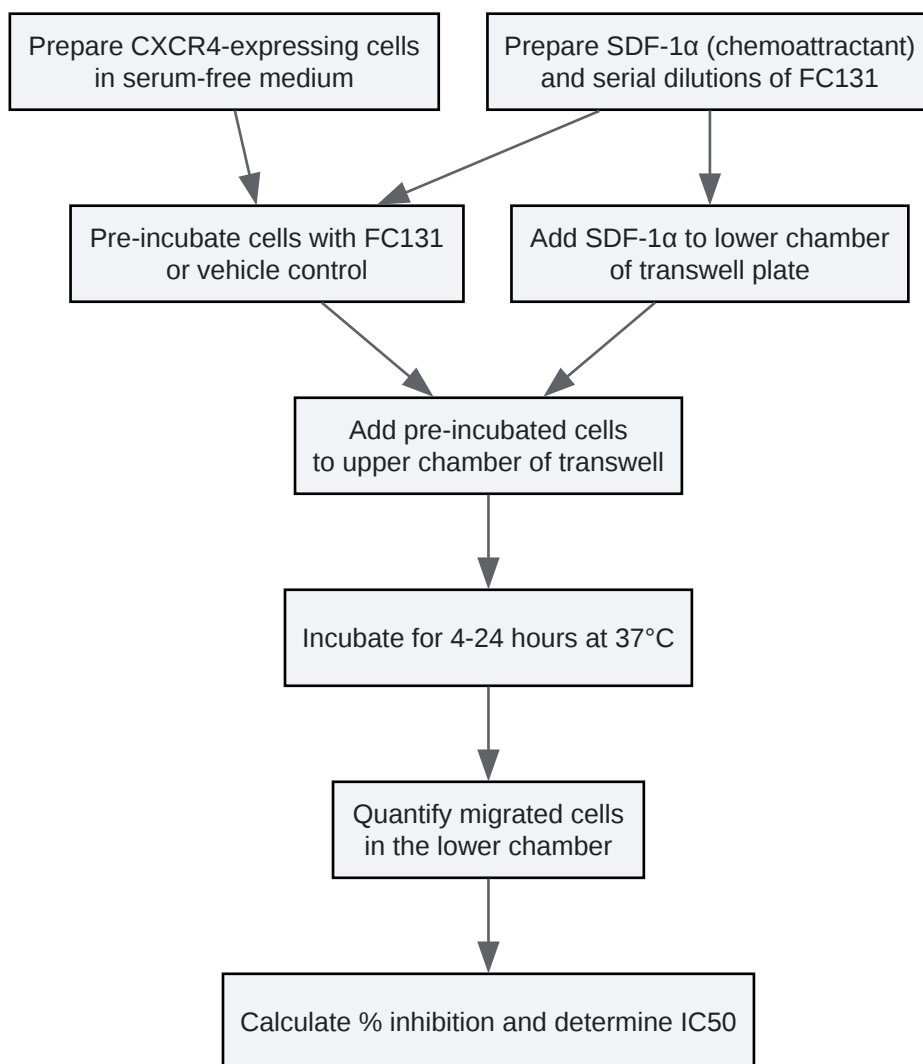 Prepare CXCR4-expressing cells
in serum-free medium
Prepare SDF-1α (chemoattractant)
and serial dilutions of FC131
Pre-incubate cells with FC131
or vehicle control
Add SDF-1α to lower chamber
of transwell plate
Add pre-incubated cells
to upper chamber of transwell
Incubate for 4-24 hours at 37°C
Quantify migrated cells
in the lower chamber
Calculate % inhibition and determine IC50